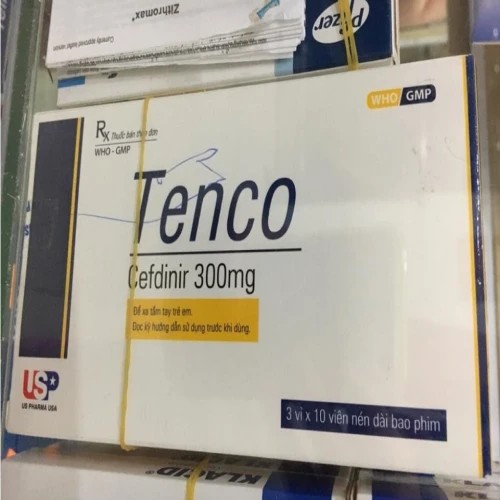 Zithromax®
Pfizer
WHO GMP
Rx Thuốc bán theo đơn
WHO - GMP
Tenco
Cefdinir 300mg
Để xa tầm tay trẻ em.
Đọc kỹ hướng dẫn sử dụng trước khi dùng.
USP
US PHARMA USA
3 vỉ x 10 viên nén dài bao phim
KLACID